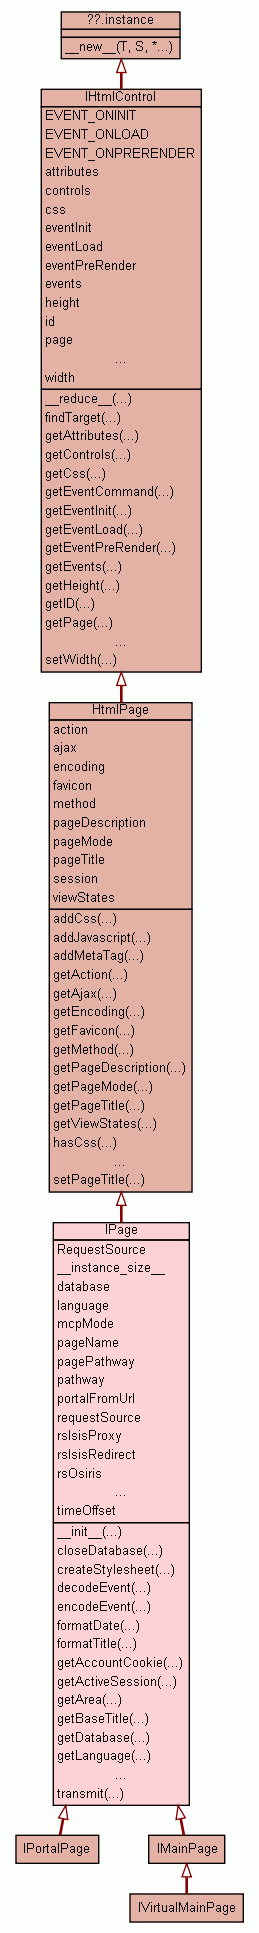 ??.instance
__new__(T, S, *...)
IHtmlControl
EVENT_ONINIT
EVENT_ONLOAD
EVENT_ONPRERENDER
attributes
controls
css
eventInit
eventLoad
eventPreRender
events
height
id
page
...
width
__reduce__(...)
findTarget(...)
getAttributes(...)
getControls(...)
getCss(...)
getEventCommand(...)
getEventInit(...)
getEventLoad(...)
getEventPreRender(...)
getEvents(...)
getHeight(...)
getID(...)
getPage(...)
...
setWidth(...)
HtmlPage
action
ajax
encoding
favicon
method
pageDescription
pageMode
pageTitle
session
viewStates
addCss(...)
addJavascript(...)
addMetaTag(...)
getAction(...)
getAjax(...)
getEncoding(...)
getFavicon(...)
getMethod(...)
getPageDescription(...)
getPageMode(...)
getPageTitle(...)
getViewStates(...)
hasCss(...)
...
setPageTitle(...)
IPage
RequestSource
__instance_size__
database
language
mcpMode
pageName
pagePathway
pathway
portalFromUrl
requestSource
rsIsisProxy
rsIsisRedirect
rsOsiris
...
timeOffset
__init__(...)
closeDatabase(...)
createStylesheet(...)
decodeEvent(...)
encodeEvent(...)
formatDate(...)
formatTitle(...)
getAccountCookie(...)
getActiveSession(...)
getArea(...)
getBaseTitle(...)
getDatabase(...)
getLanguage(...)
...
transmit(...)
IPortalPage
IMainPage
IVirtualMainPage